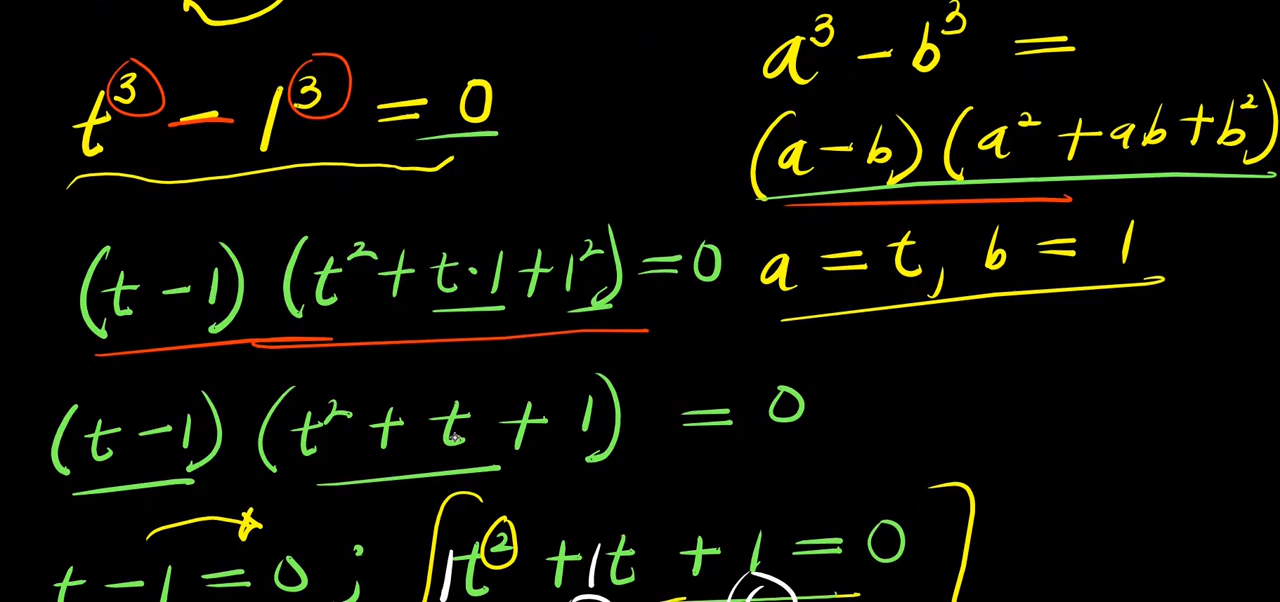 t³ - 1³ = 0
a³ - b³ =
(a - b) (a² + ab + b²)
a = t, b = 1
(t - 1) (t² + t·1 + 1²) = 0
(t - 1) (t² + t + 1) = 0
t - 1 = 0 ; [1t² + 1t + 1 = 0]